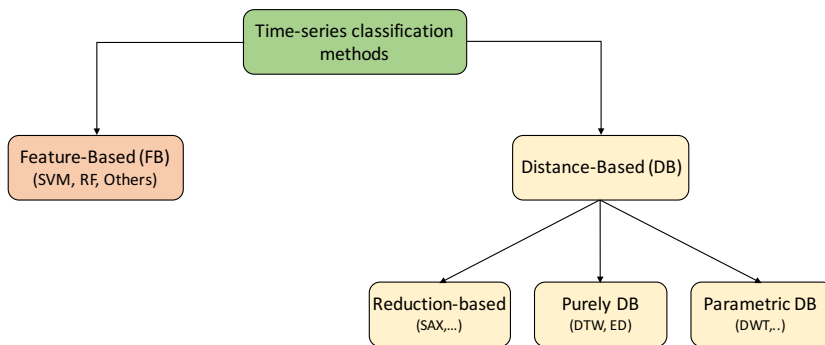 Time-series classification
methods
Feature-Based (FB)
(SVM, RF, Others)
Distance-Based (DB)
Reduction-based
(SAX,…)
Purely DB
(DTW, ED)
Parametric DB
(DWT,..)